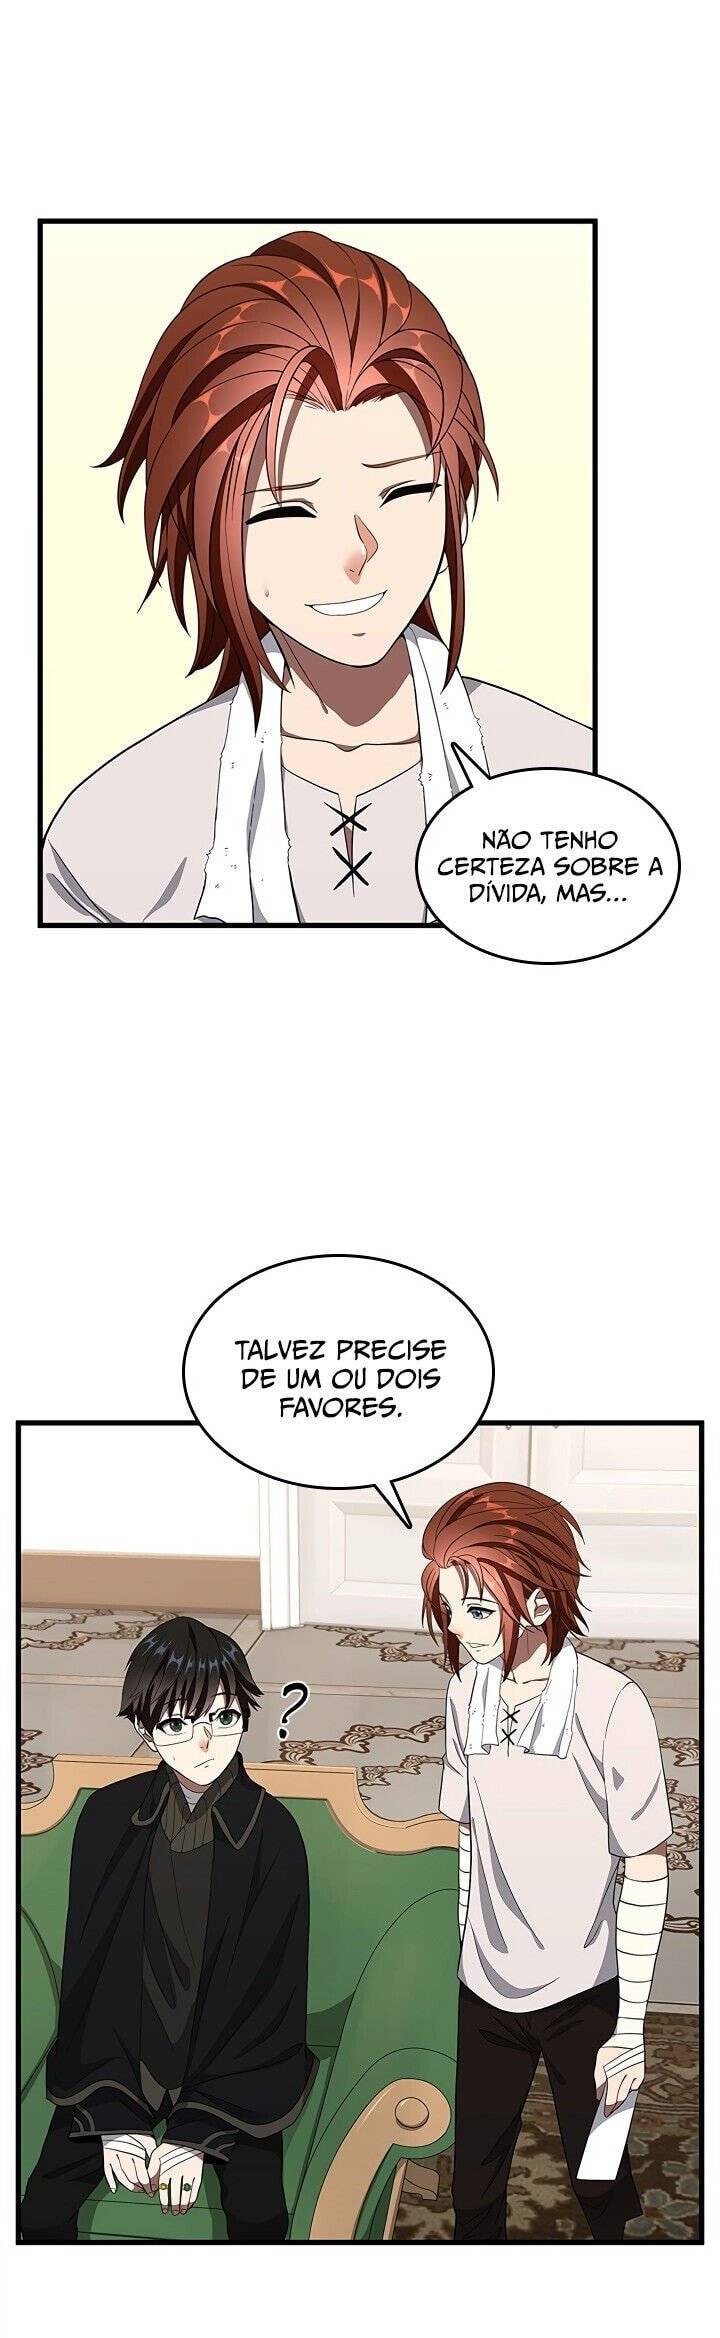 NÃO TENHO
CERTEZA SOBRE A
DÍVIDA, MAS...
TALVEZ PRECISE
DE UM OU DOIS
FAVORES.
?